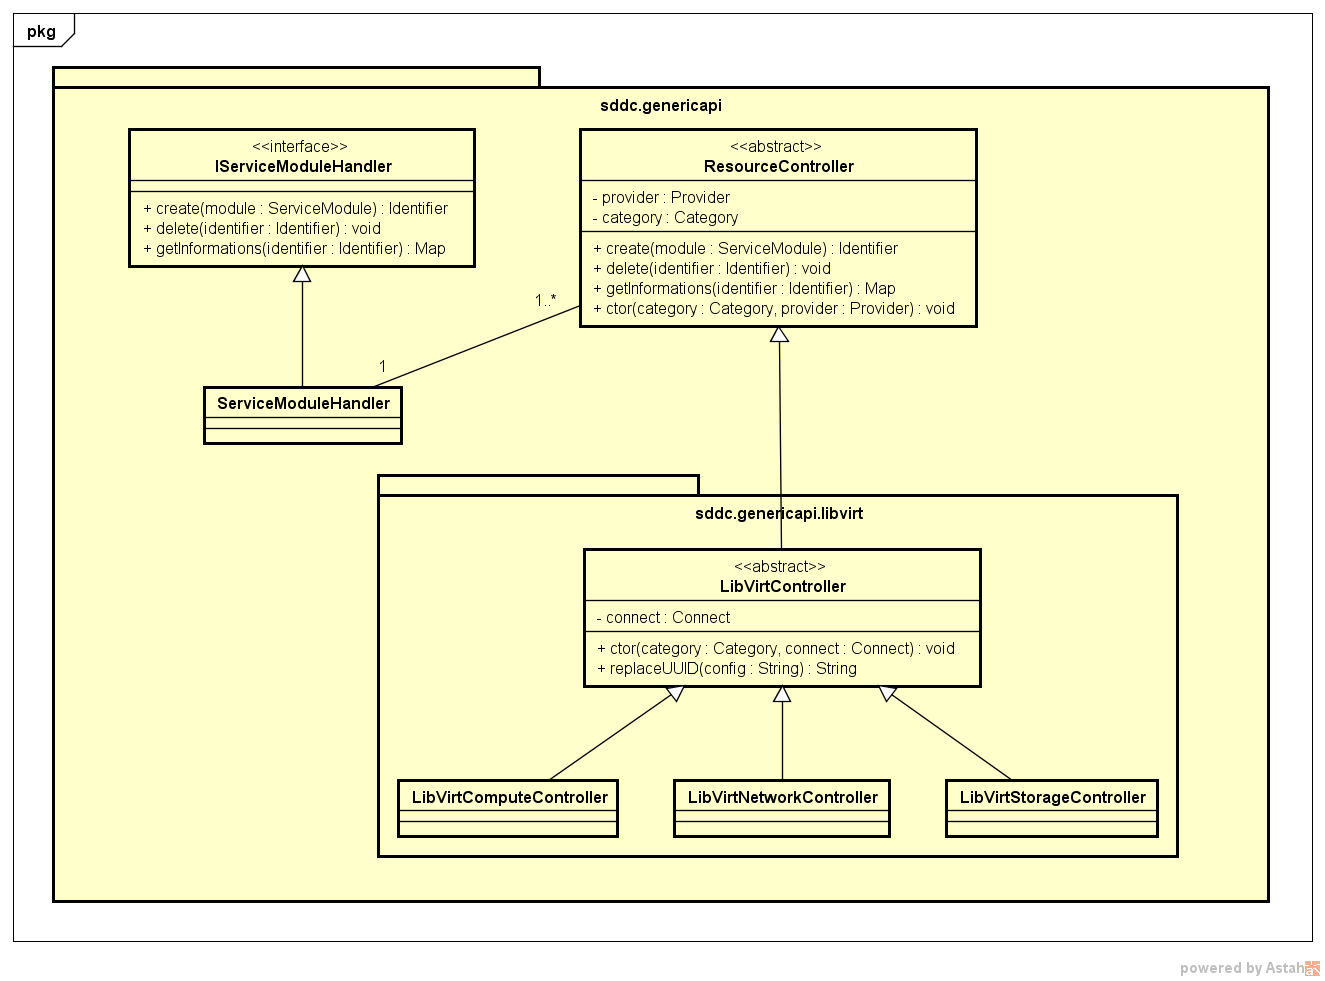 pkg
sddc.genericapi
<<interface>>
IServiceModuleHandler
+ create(module : ServiceModule) : Identifier
+ delete(identifier : Identifier) : void
+ getInformations(identifier : Identifier) : Map
<<abstract>>
ResourceController
- provider : Provider
- category : Category
+ create(module : ServiceModule) : Identifier
+ delete(identifier : Identifier) : void
+ getInformations(identifier : Identifier) : Map
+ ctor(category : Category, provider : Provider) : void
1..*
1
ServiceModuleHandler
sddc.genericapi.libvirt
<<abstract>>
LibVirtController
- connect : Connect
+ ctor(category : Category, connect : Connect) : void
+ replaceUUID(config : String) : String
LibVirtComputeController
LibVirtNetworkController
LibVirtStorageController
powered by Astah